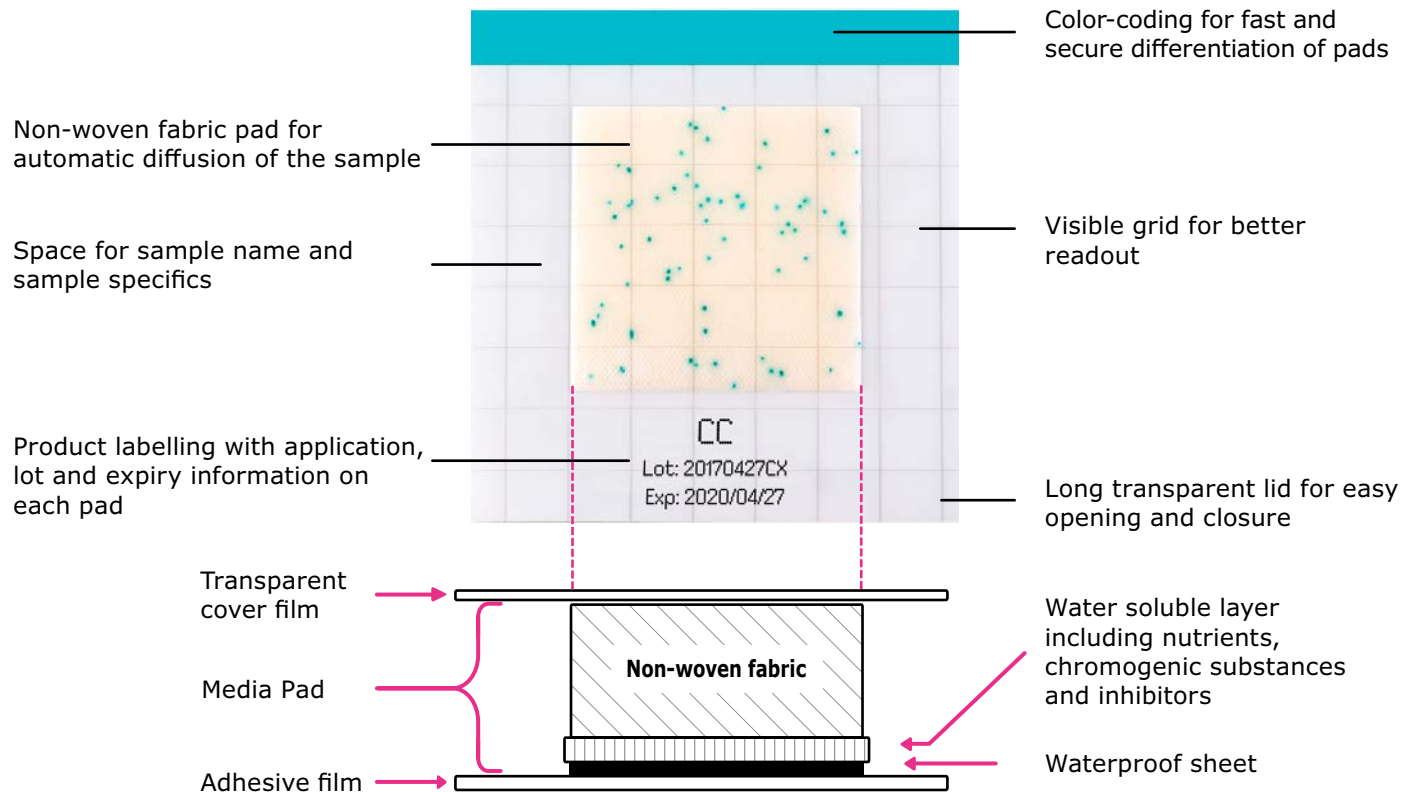 Color-coding for fast and
secure differentiation of pads
Non-woven fabric pad for
automatic diffusion of the sample
Space for sample name and
sample specifics
Visible grid for better
readout
CC
Lot: 20170427CX
Exp: 2020/04/27
Product labelling with application,
lot and expiry information on
each pad
Long transparent lid for easy
opening and closure
Transparent
cover film
Media Pad
Adhesive film
Non-woven fabric
Water soluble layer
including nutrients,
chromogenic substances
and inhibitors
Waterproof sheet